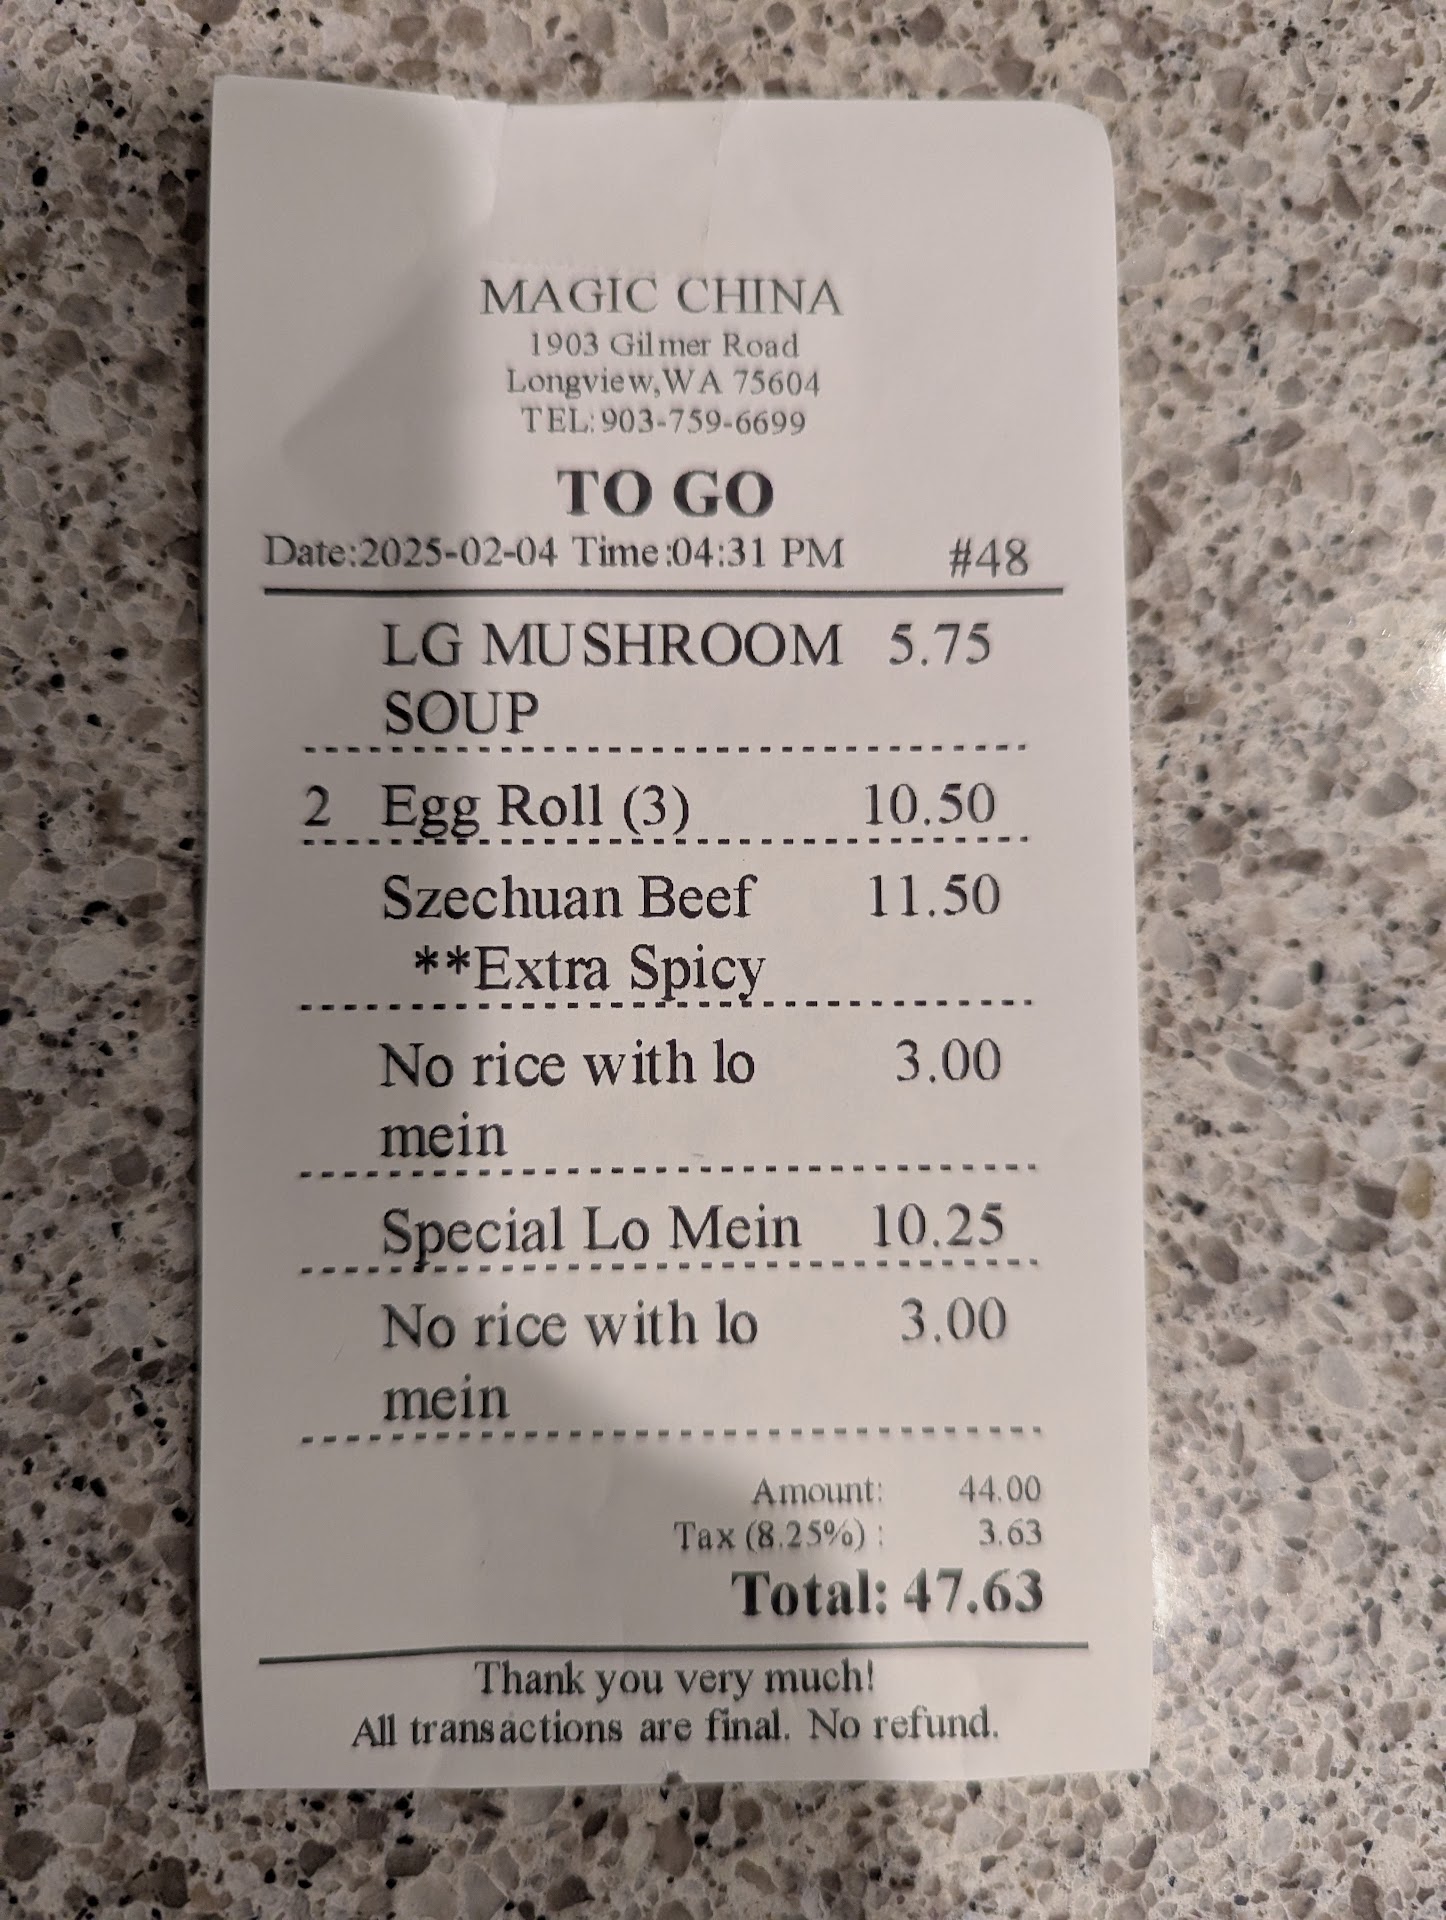 MAGIC CHINA
1903 Gilmer Road
Longview,WA 75604
TEL:903-759-6699
TO GO
Date:2025-02-04 Time:04:31 PM #48
LG MUSHROOM 5.75
SOUP
2 Egg Roll (3) 10.50
Szechuan Beef 11.50
**Extra Spicy
No rice with lo 3.00
mein
Special Lo Mein 10.25
No rice with lo 3.00
mein
Amount: 44.00
Tax (8.25%) : 3.63
Total: 47.63
Thank you very much!
All transactions are final. No refund.